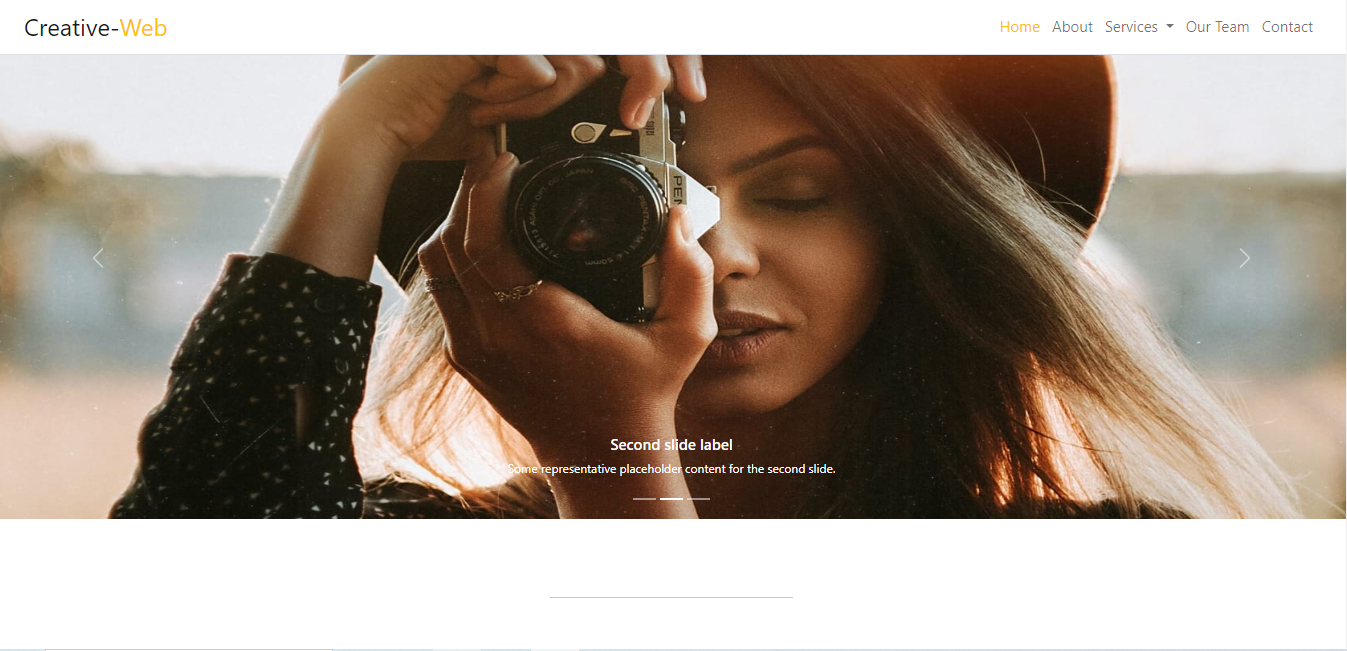 Creative-Web
Home About Services Our Team Contact
PEN
Second slide label
Some representative placeholder content for the second slide.